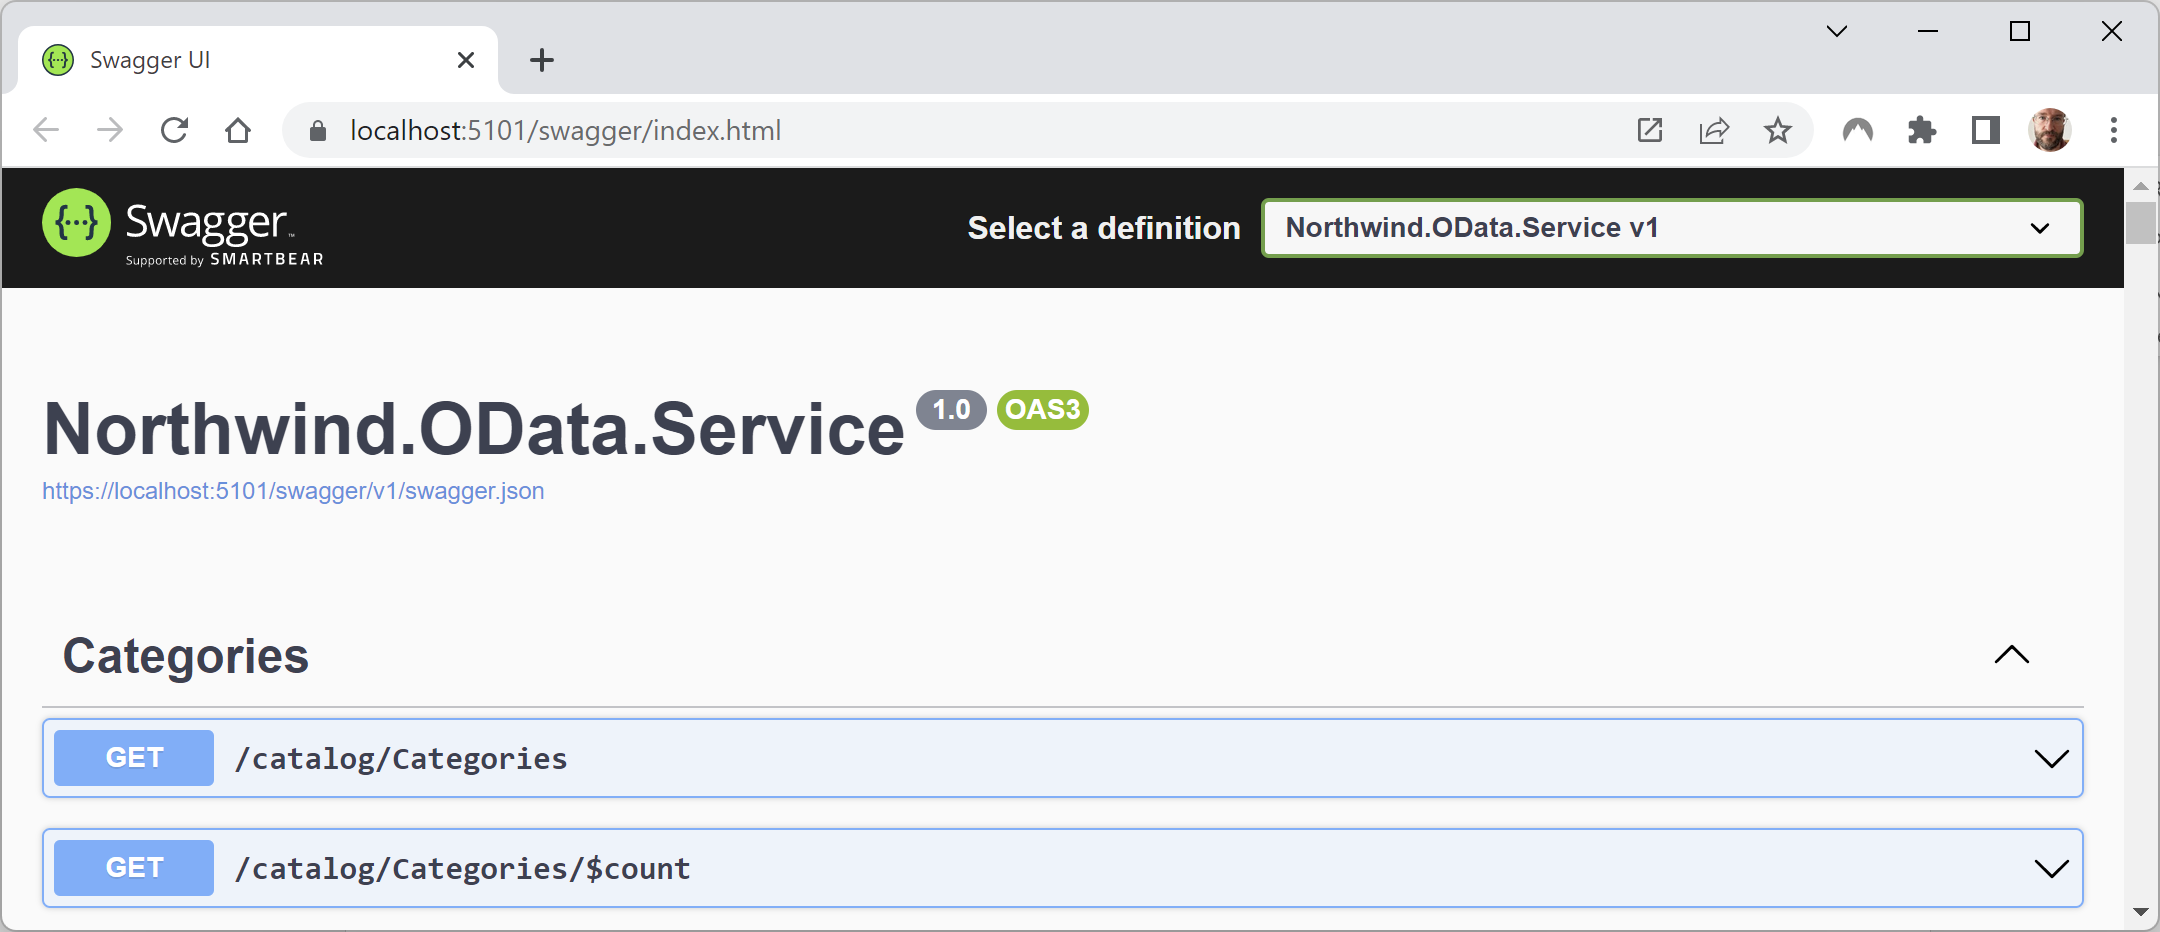 Swagger UI
localhost:5101/swagger/index.html
Swagger™
Supported by SMARTBEAR
Select a definition
Northwind.OData.Service v1
Northwind.OData.Service 1.0 OAS3
https://localhost:5101/swagger/v1/swagger.json
Categories
GET /catalog/Categories
GET /catalog/Categories/$count